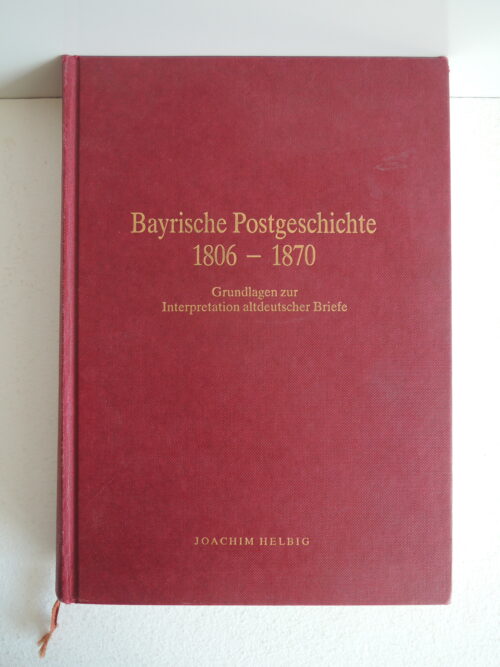 Bayrische Postgeschichte
1806 – 1870
Grundlagen zur
Interpretation altdeutscher Briefe
JOACHIM HELBIG